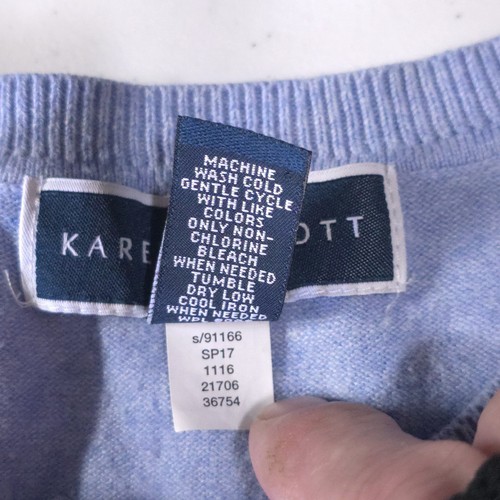 KARE OTT
MACHINE
WASH COLD
GENTLE CYCLE
WITH LIKE
COLORS
ONLY NON-
CHLORINE
BLEACH
WHEN NEEDED
TUMBLE
DRY LOW
COOL IRON
WHEN NEEDED
s/91166
SP17
1116
21706
36754